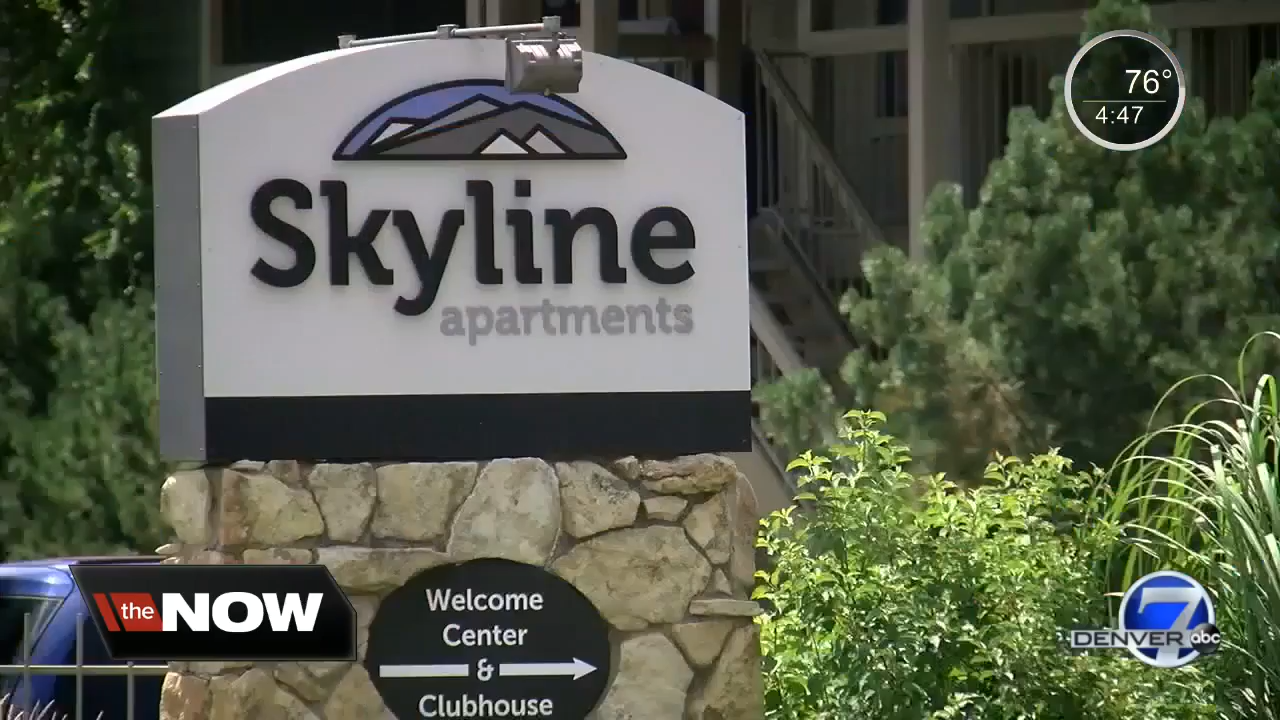 76°
4:47
Skyline
apartments
the NOW
Welcome
Center
&
Clubhouse
7
DENVER abc